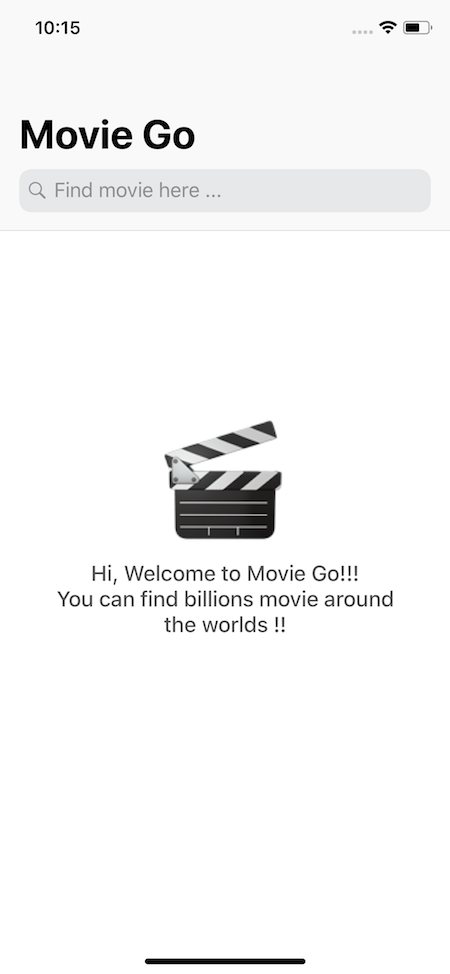 10:15
Movie Go
Find movie here ...
Hi, Welcome to Movie Go!!!
You can find billions movie around
the worlds !!